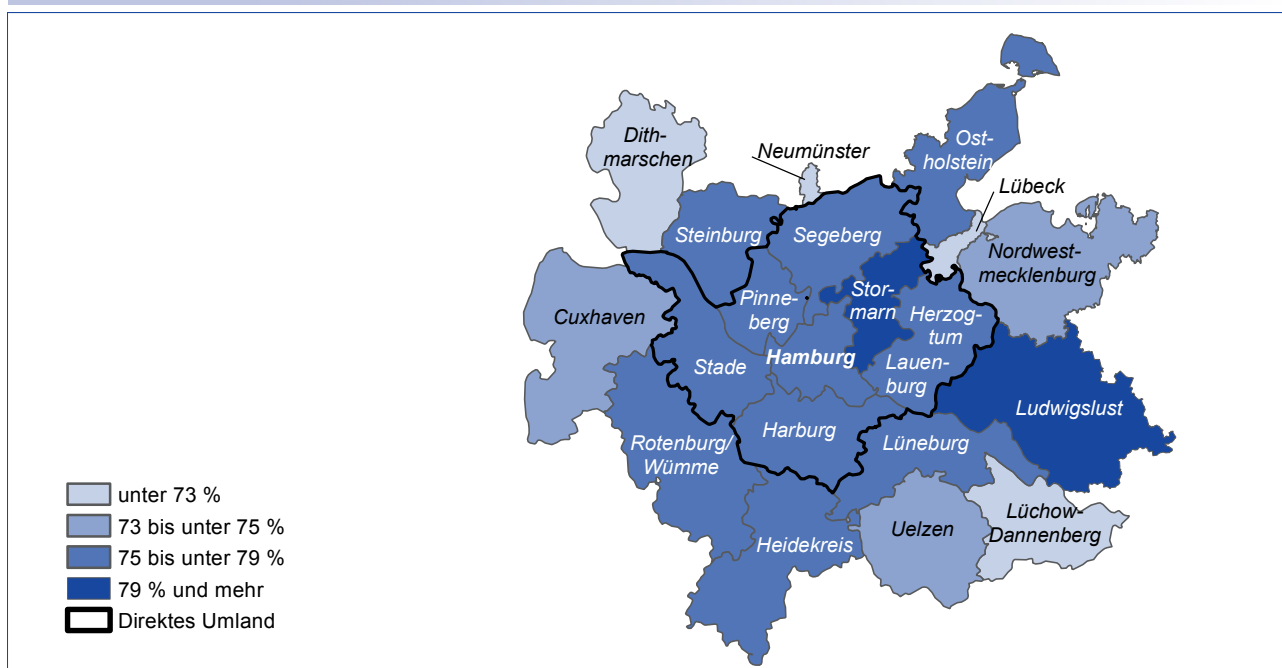 Dith-
marschen
Neumünster
Ost-
holstein
Lübeck
Steinburg
Segeberg
Nordwest-
mecklenburg
Stor-
marn
Pinne-
berg
Herzog-
tum
Lauen-
burg
Cuxhaven
Hamburg
Stade
Ludwigslust
Harburg
Lüneburg
Rotenburg/
Wümme
Uelzen
Lüchow-
Dannenberg
Heidekreis
unter 73 %
73 bis unter 75 %
75 bis unter 79 %
79 % und mehr
Direktes Umland